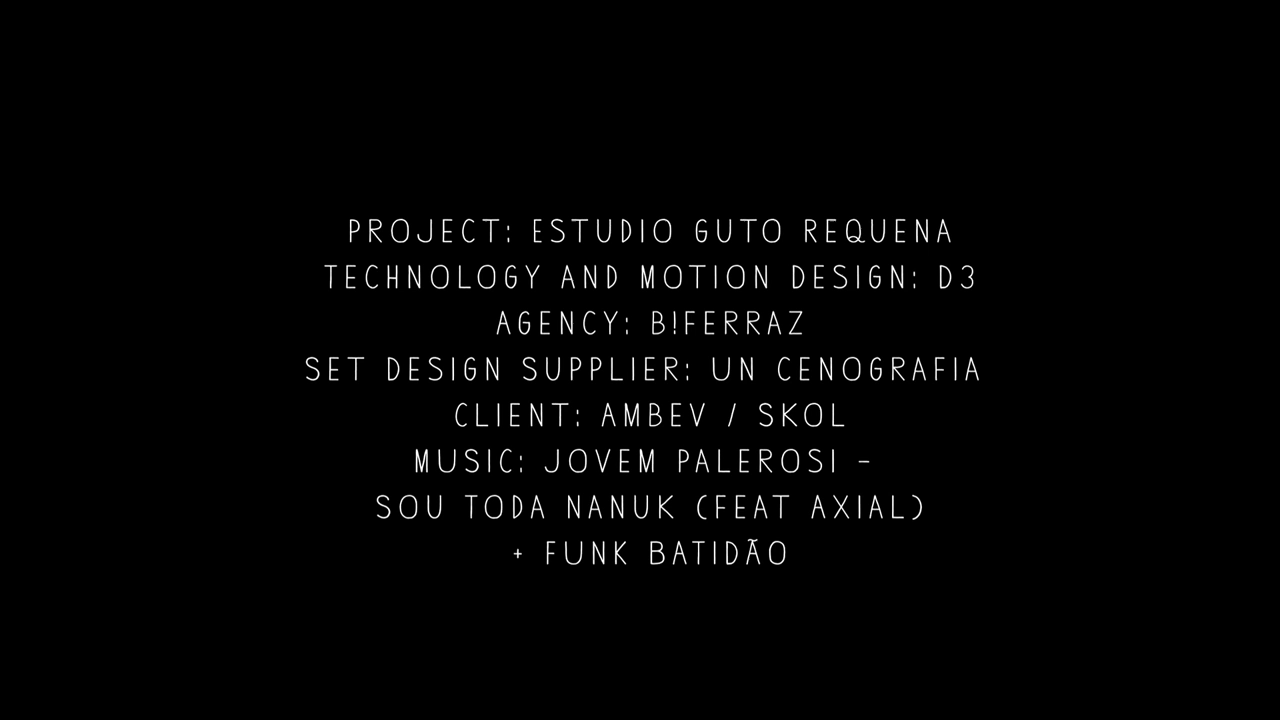 PROJECT: ESTUDIO GUTO REQUENA
TECHNOLOGY AND MOTION DESIGN: D3
AGENCY: B!FERRAZ
SET DESIGN SUPPLIER: UN CENOGRAFIA
CLIENT: AMBEV / SKOL
MUSIC: JOVEM PALEROSI -
SOU TODA NANUK (FEAT AXIAL)
+ FUNK BATIDÃO